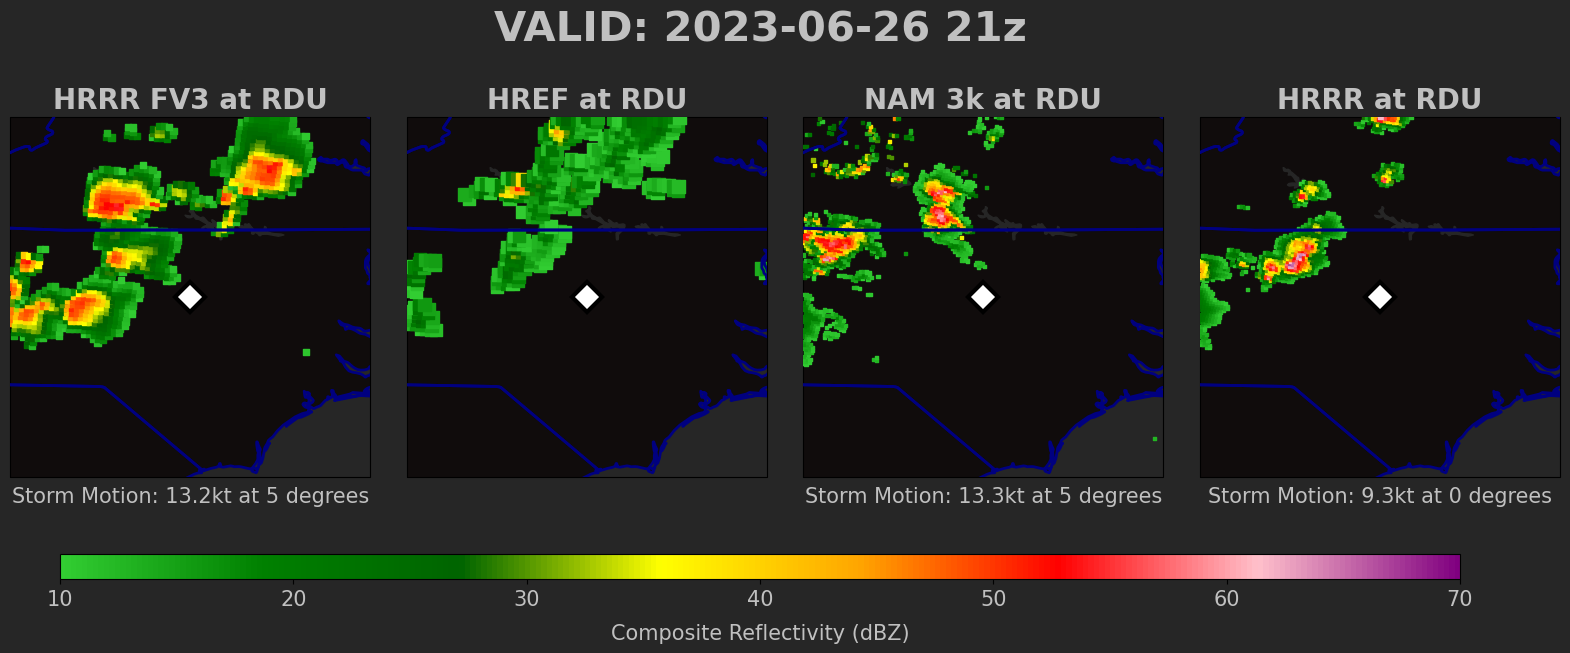 VALID: 2023-06-26 21z
HRRR FV3 at RDU
HREF at RDU
NAM 3k at RDU
HRRR at RDU
Storm Motion: 13.2kt at 5 degrees
Storm Motion: 13.3kt at 5 degrees
Storm Motion: 9.3kt at 0 degrees
10 20 30 40 50 60 70
Composite Reflectivity (dBZ)